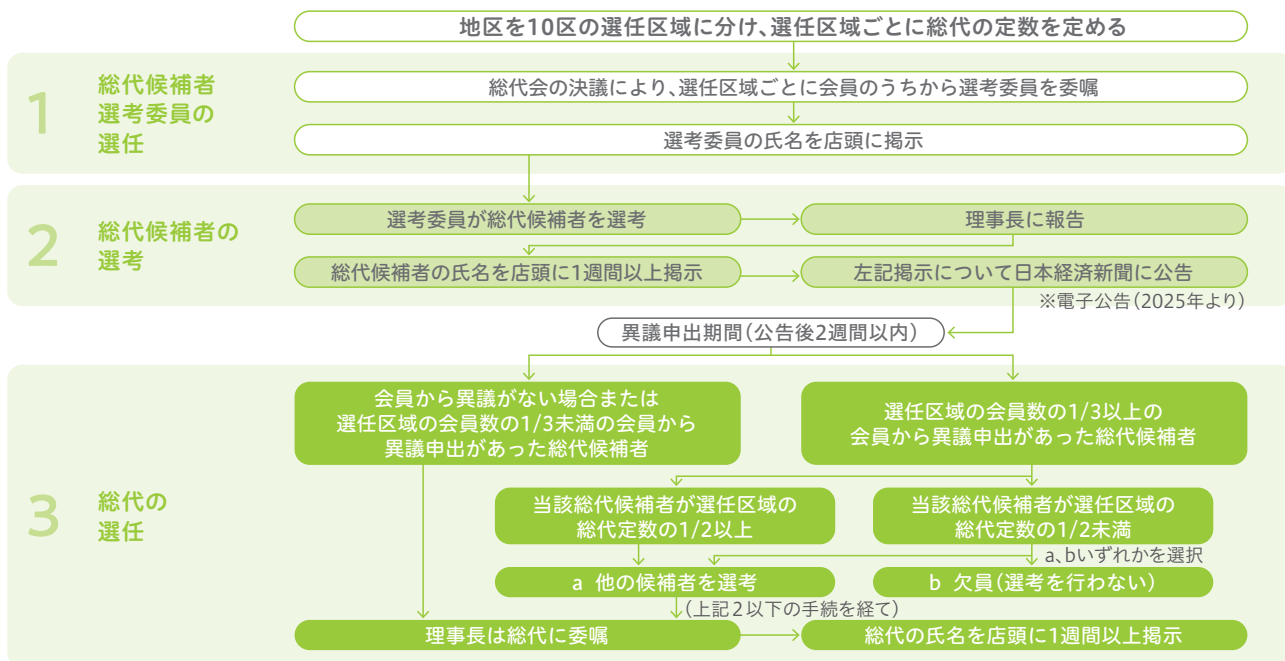 地区を10区の選任区域に分け、選任区域ごとに総代の定数を定める
1
総代候補者
選考委員の
選任
総代会の決議により、選任区域ごとに会員のうちから選考委員を委嘱
選考委員の氏名を店頭に掲示
2
総代候補者の
選考
選考委員が総代候補者を選考
理事長に報告
総代候補者の氏名を店頭に1週間以上掲示
左記掲示について日本経済新聞に公告
※電子公告(2025年より)
異議申出期間(公告後2週間以内)
3
総代の
選任
会員から異議がない場合または
選任区域の会員数の1/3未満の会員から
異議申出があった総代候補者
選任区域の会員数の1/3以上の
会員から異議申出があった総代候補者
当該総代候補者が選任区域の
総代定数の1/2以上
当該総代候補者が選任区域の
総代定数の1/2未満
a、bいずれかを選択
a 他の候補者を選考
b 欠員(選考を行わない)
(上記2以下の手続を経て)
理事長は総代に委嘱
総代の氏名を店頭に1週間以上掲示